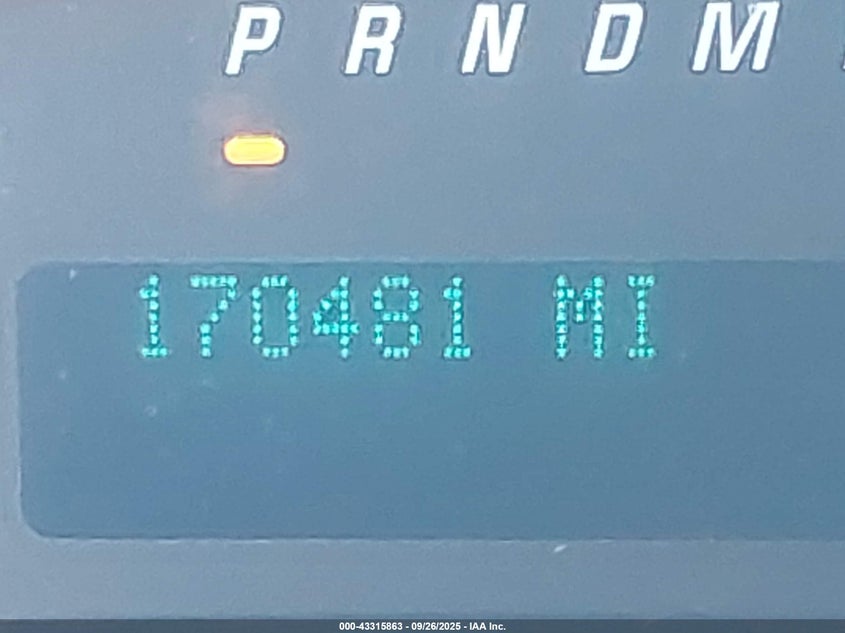 P R N D M
170481 MI
000-43315863 - 09/26/2025 - IAA Inc.